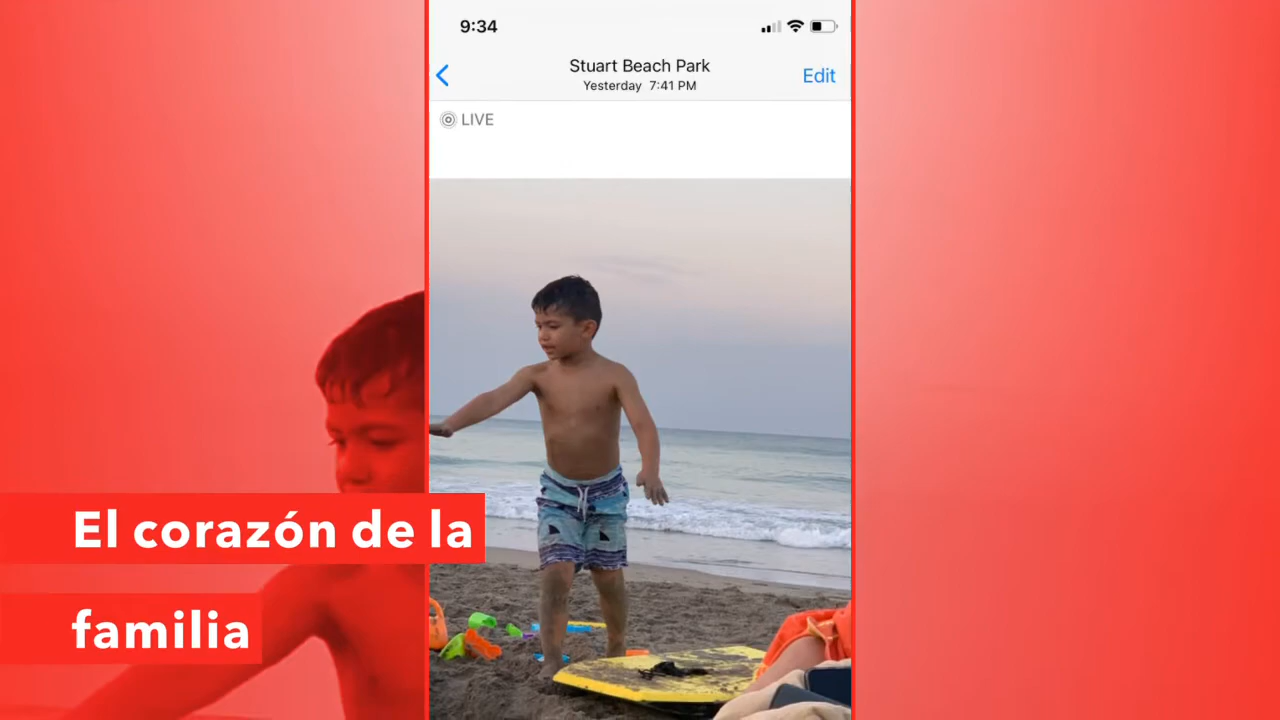 9:34
Stuart Beach Park
Yesterday 7:41 PM
Edit
LIVE
El corazón de la
familia